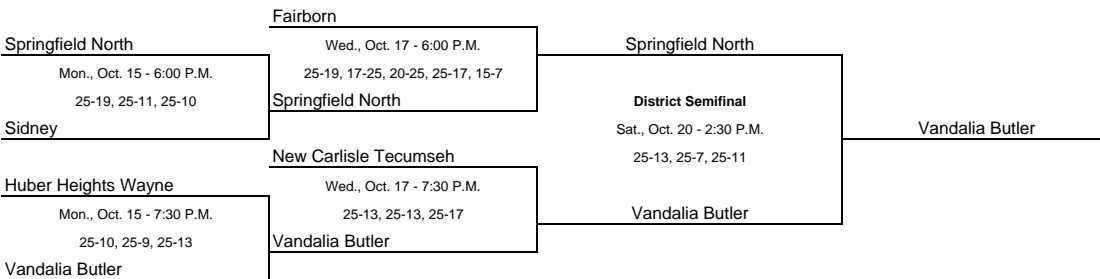 Fairborn
Springfield North
Wed., Oct. 17 - 6:00 P.M.
Springfield North
Mon., Oct. 15 - 6:00 P.M.
25-19, 17-25, 20-25, 25-17, 15-7
25-19, 25-11, 25-10
Springfield North
District Semifinal
Sidney
Sat., Oct. 20 - 2:30 P.M.
Vandalia Butler
New Carlisle Tecumseh
25-13, 25-7, 25-11
Huber Heights Wayne
Wed., Oct. 17 - 7:30 P.M.
Mon., Oct. 15 - 7:30 P.M.
25-13, 25-13, 25-17
Vandalia Butler
25-10, 25-9, 25-13
Vandalia Butler
Vandalia Butler